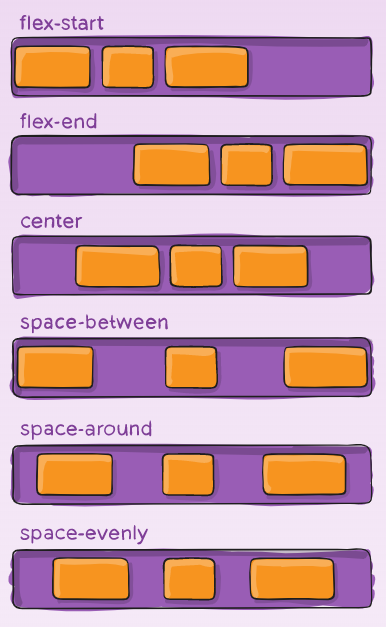 flex-start
flex-end
center
space-between
space-around
space-evenly